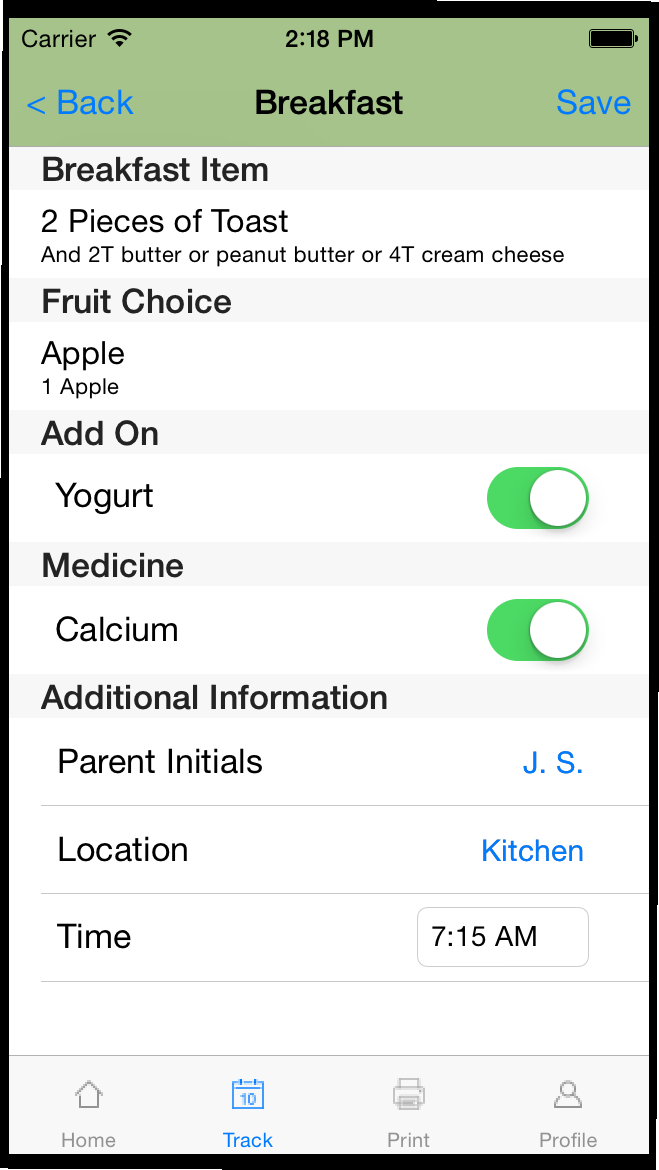 Carrier 2:18 PM
< Back Breakfast Save
Breakfast Item
2 Pieces of Toast
And 2T butter or peanut butter or 4T cream cheese
Fruit Choice
Apple
1 Apple
Add On
Yogurt
Medicine
Calcium
Additional Information
Parent Initials J. S.
Location Kitchen
Time 7:15 AM
10
Home Track Print Profile